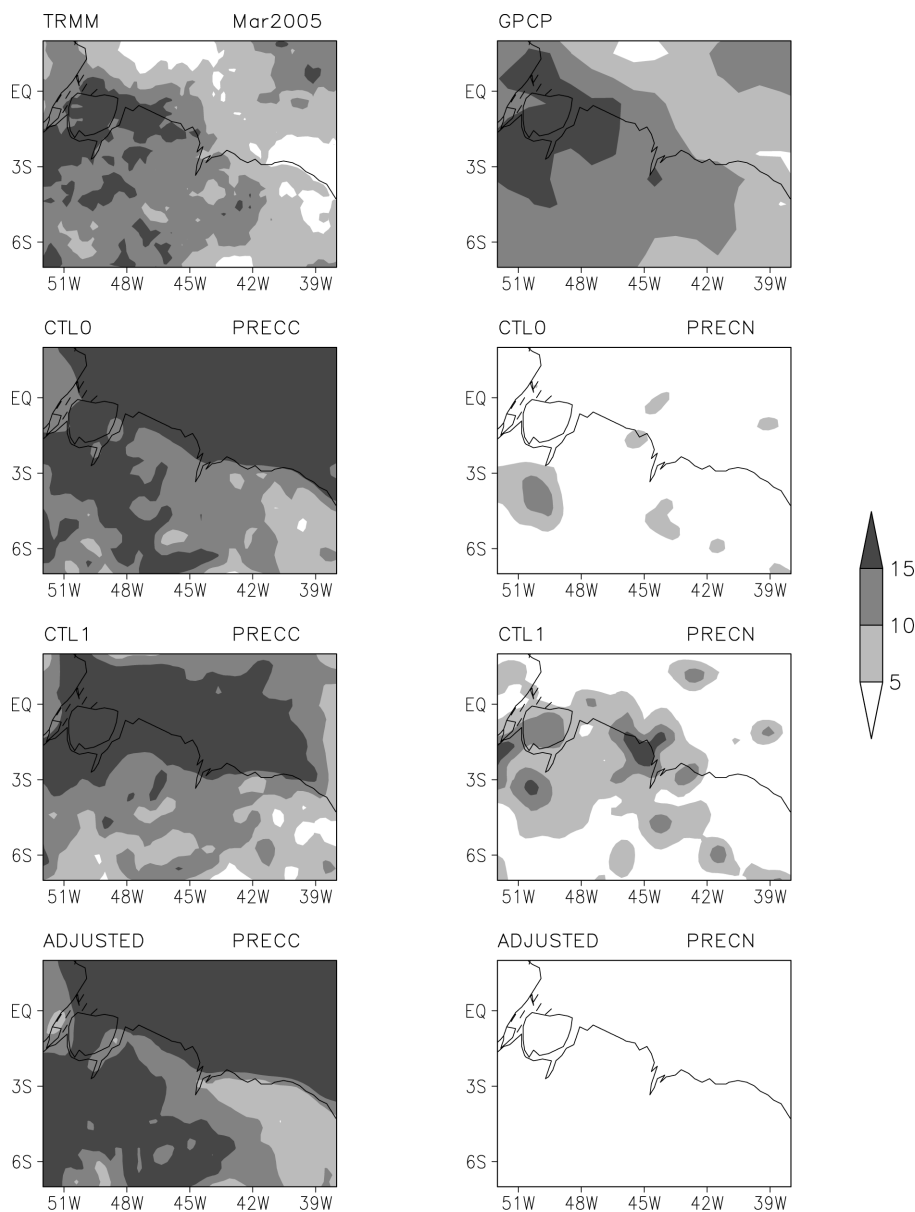 TRMM Mar2005 GPCP
EQ
3S
6S
51W 48W 45W 42W 39W
EQ
3S
6S
51W 48W 45W 42W 39W
CTL0 PRECC CTL0 PRECN
EQ
3S
6S
51W 48W 45W 42W 39W
EQ
3S
6S
51W 48W 45W 42W 39W
15
10
5
CTL1 PRECC CTL1 PRECN
EQ
3S
6S
51W 48W 45W 42W 39W
EQ
3S
6S
51W 48W 45W 42W 39W
ADJUSTED PRECC ADJUSTED PRECN
EQ
3S
6S
51W 48W 45W 42W 39W
EQ
3S
6S
51W 48W 45W 42W 39W